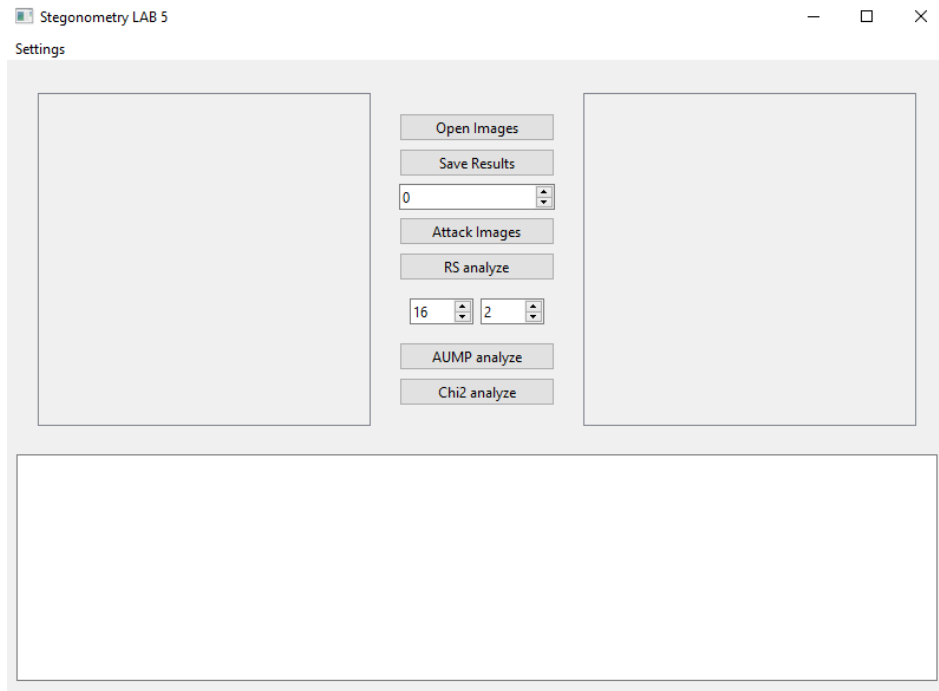 Stegonometry LAB 5
Settings
Open Images
Save Results
0
Attack Images
RS analyze
16 2
AUMP analyze
Chi2 analyze